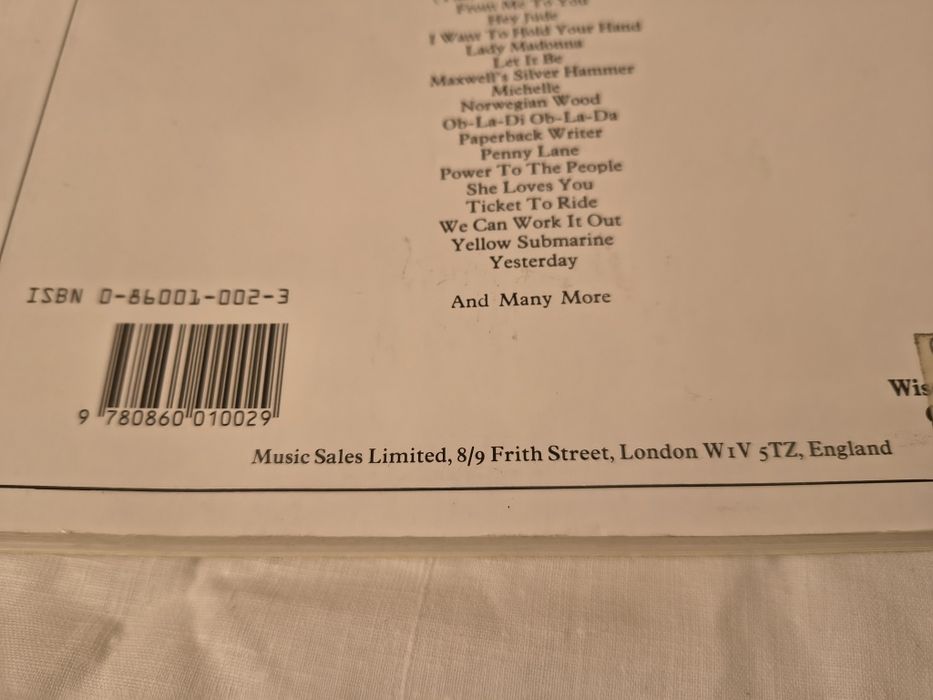 From Me To You
Hey Jude
I Want To Hold Your Hand
Lady Madonna
Let It Be
Maxwell's Silver Hammer
Michelle
Norwegian Wood
Ob-La-Di Ob-La-Da
Paperback Writer
Penny Lane
Power To The People
She Loves You
Ticket To Ride
We Can Work It Out
Yellow Submarine
Yesterday
And Many More
ISBN 0-86001-002-3
9 780860 010029
Wis
Music Sales Limited, 8/9 Frith Street, London W1V 5TZ, England